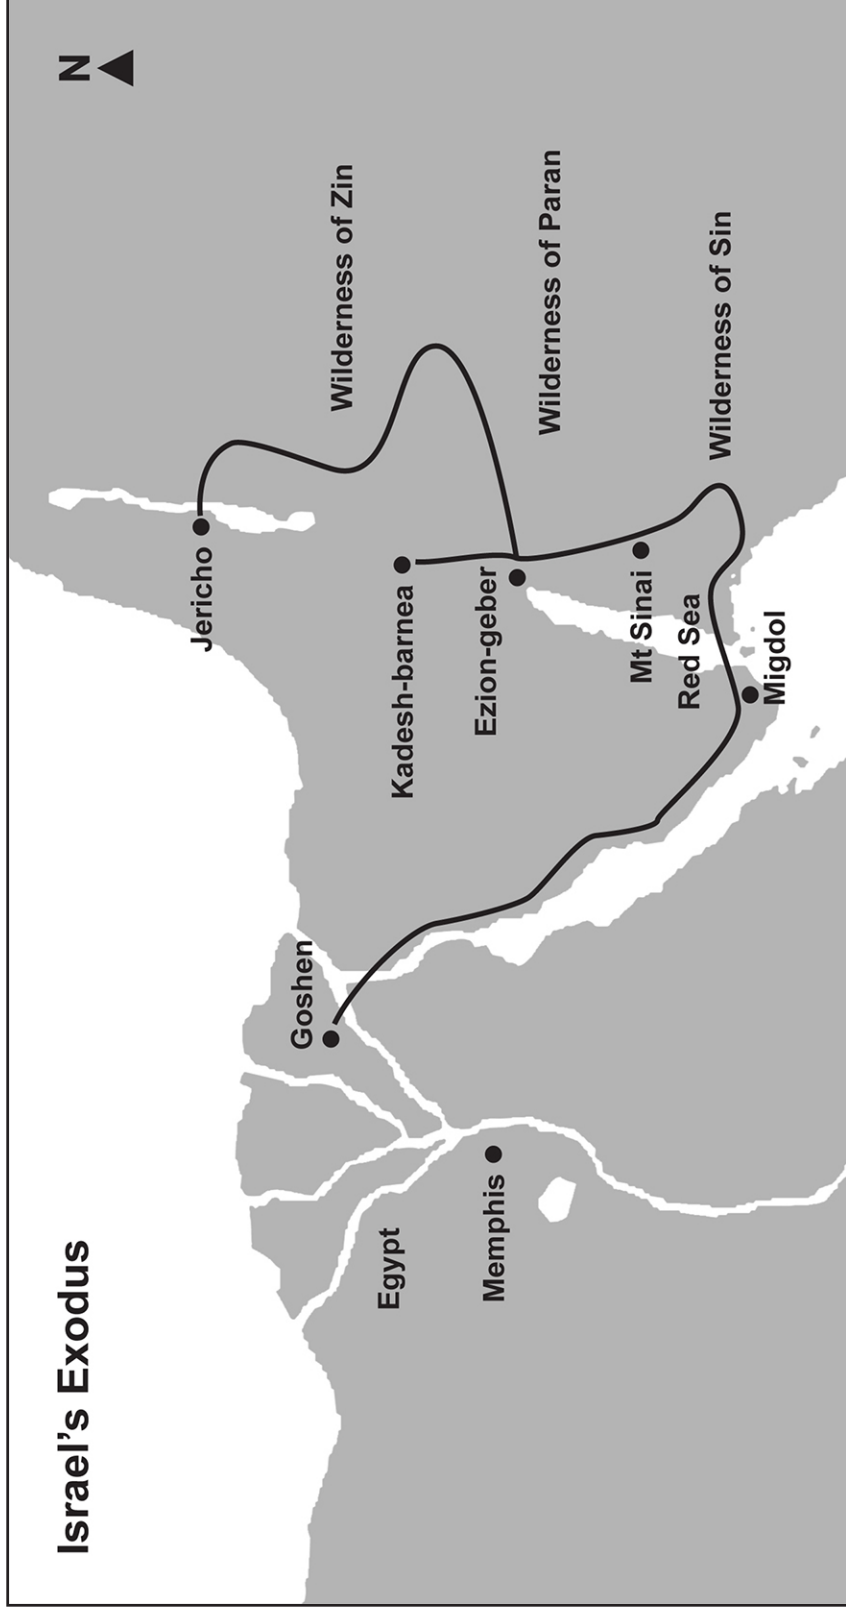 Israel's Exodus
N
Jericho
Goshen
Wilderness of Zin
Egypt
Kadesh-barnea
Memphis
Ezion-geber
Wilderness of Paran
Mt Sinai
Red Sea
Wilderness of Sin
Migdol